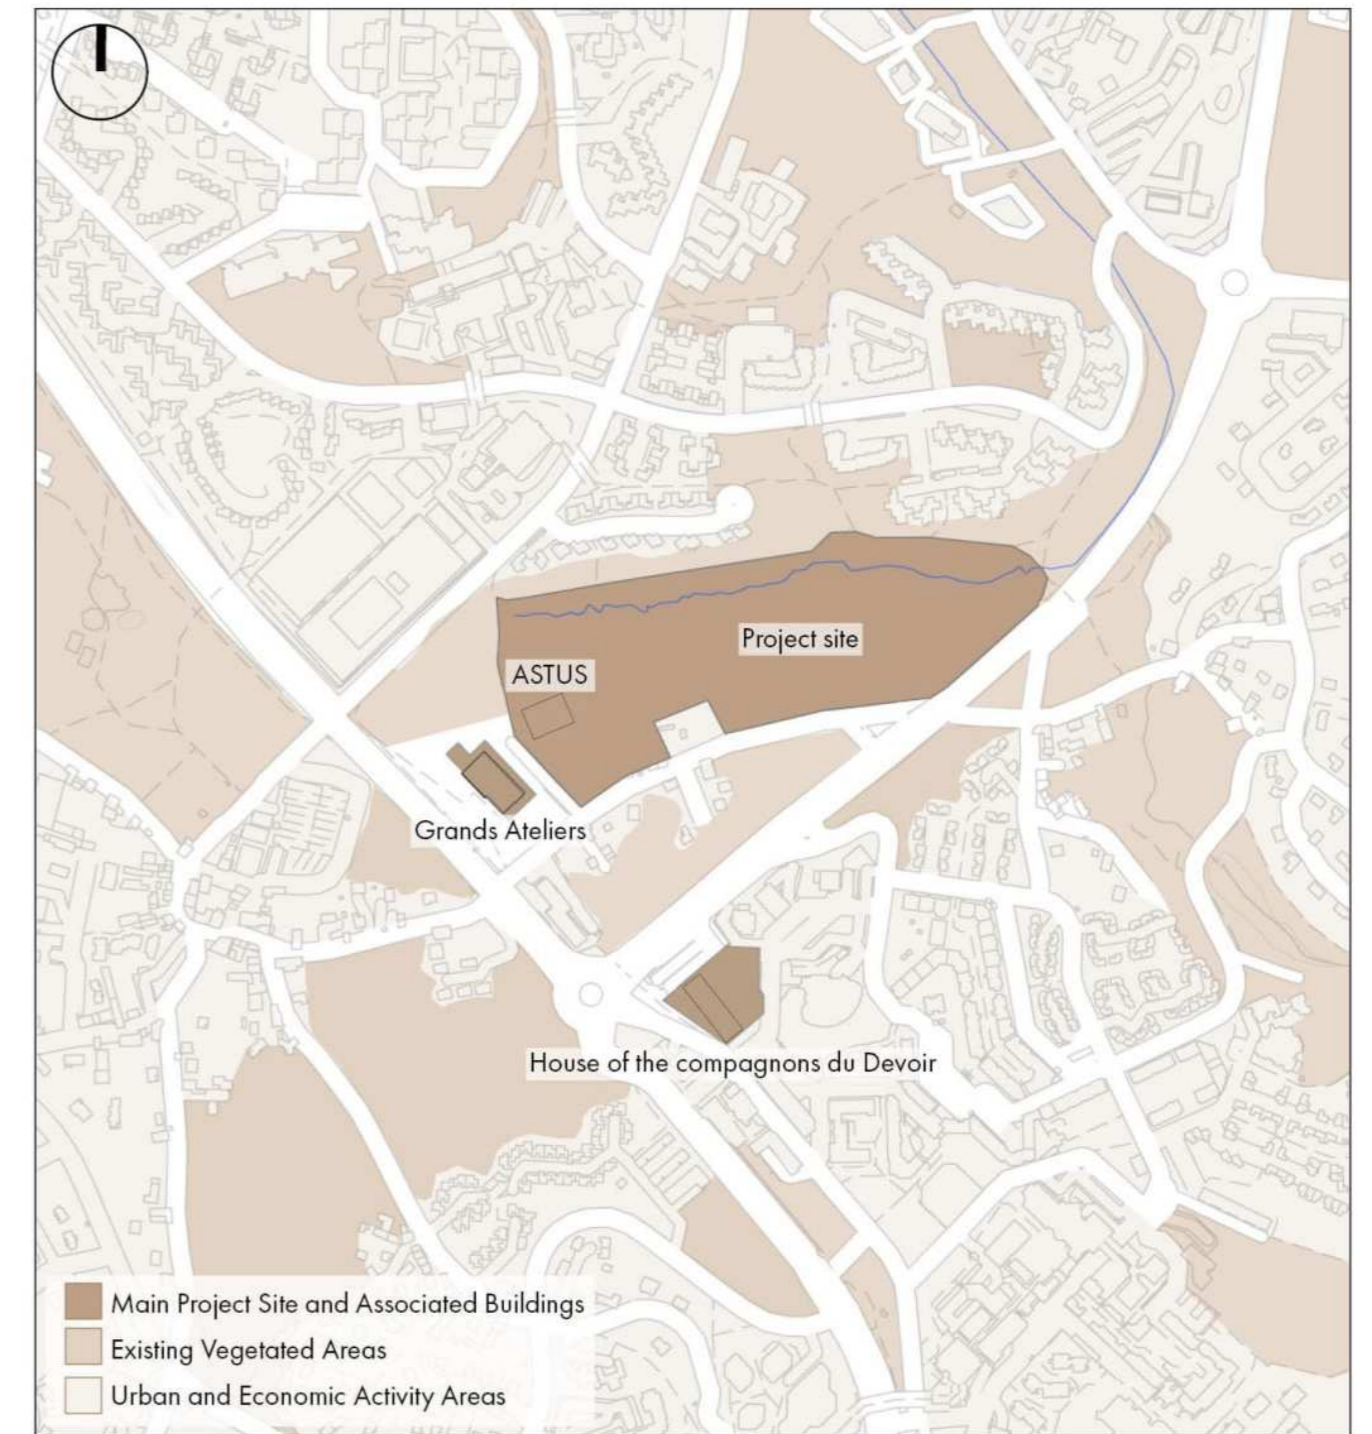 Project site
ASTUS
Grands Ateliers
House of the compagnons du Devoir
Main Project Site and Associated Buildings
Existing Vegetated Areas
Urban and Economic Activity Areas